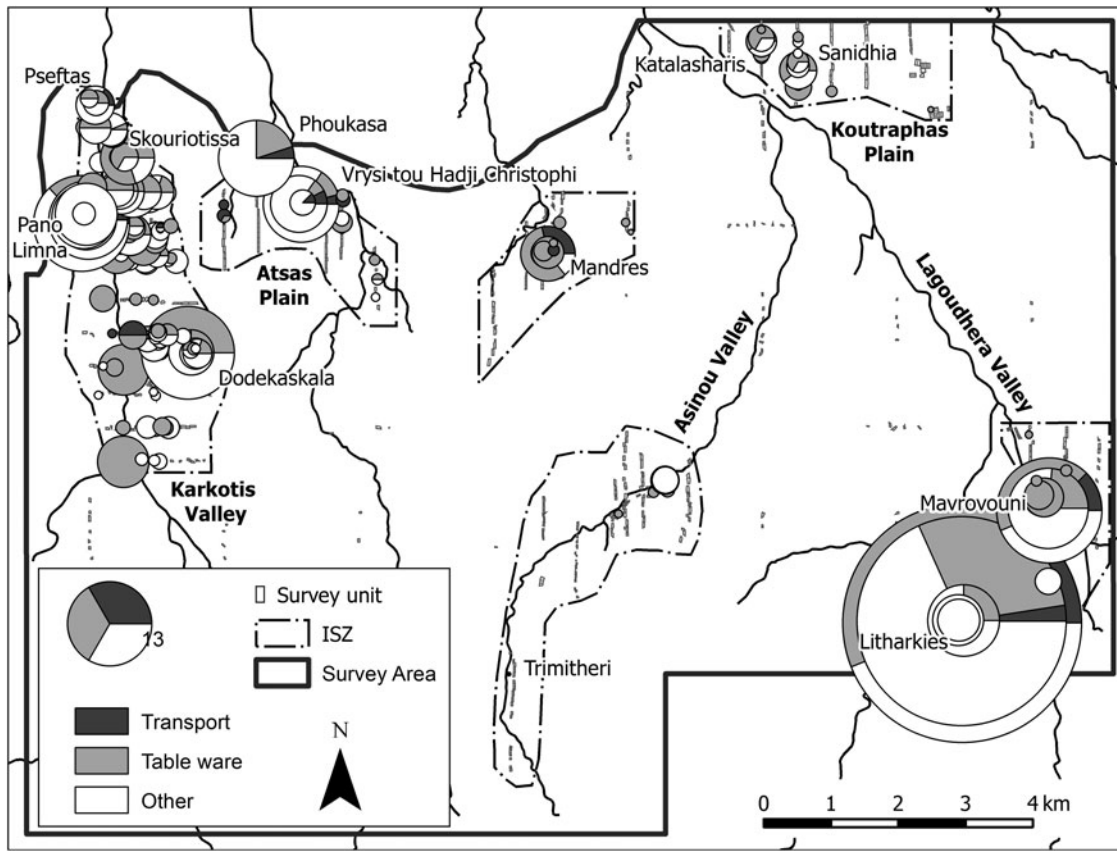 Pseftas
Skouriotissa
Phoukasa
Vrysi tou Hadji Christophi
Pano
Limna
Atsas
Plain
Mandres
Katalasharis
Sanidhia
Koutraphas
Plain
Dodekaskala
Karkotis
Valley
Asinou Valley
Lagoudhera Valley
Mavrovouni
Litharkies
Trimitheri
13
Survey unit
ISZ
Survey Area
Transport
Table ware
Other
N
0 1 2 3 4 km